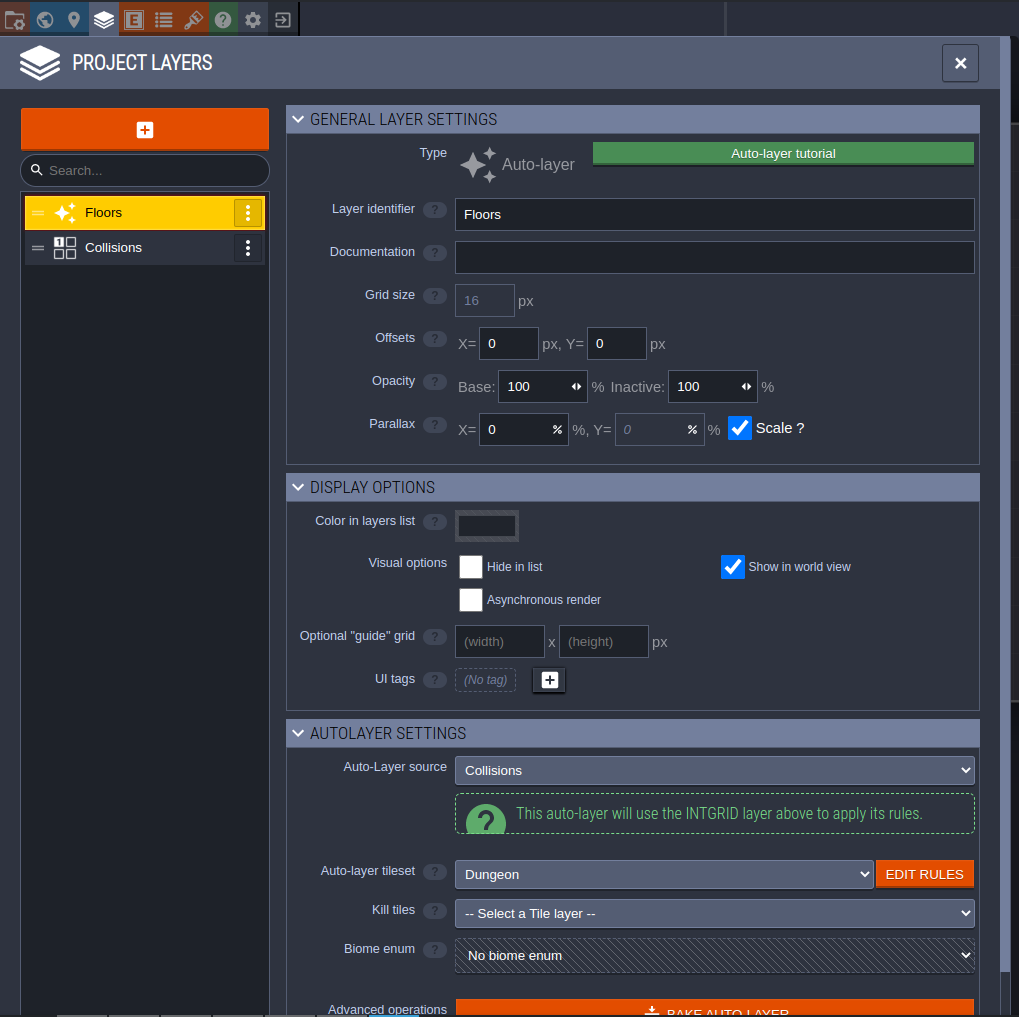 E
?
PROJECT LAYERS
Search...
Floors
1 Collisions
GENERAL LAYER SETTINGS
Type Auto-layer Auto-layer tutorial
Layer identifier ? Floors
Documentation ?
Grid size ? 16 px
Offsets ? X= 0 px, Y= 0 px
Opacity ? Base: 100 % Inactive: 100 %
Parallax ? X= 0 % %, Y= 0 % % Scale ?
DISPLAY OPTIONS
Color in layers list ?
Visual options Hide in list Show in world view
Asynchronous render
Optional "guide" grid ? (width) x (height) px
UI tags ? (No tag)
AUTOLAYER SETTINGS
Auto-Layer source Collisions
? This auto-layer will use the INTGRID layer above to apply its rules.
Auto-layer tileset ? Dungeon EDIT RULES
Kill tiles ? -- Select a Tile layer --
Biome enum ? No biome enum
Advanced operations BAKE AUTO-LAYER